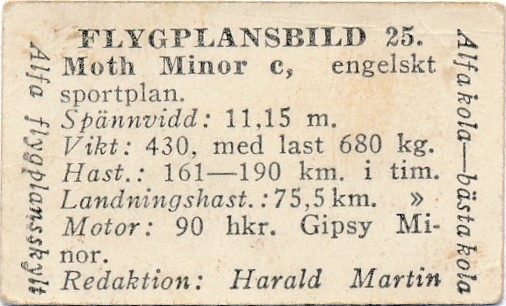 FLYGPLANSBILD 25.
Moth Minor c, engelskt
sportplan.
Spännvidd: 11,15 m.
Vikt: 430, med last 680 kg.
Hast.: 161—190 km. i tim.
Landningshast.: 75,5 km. »
Motor: 90 hkr. Gipsy Mi-
nor.
Redaktion: Harald Martin
Alfa flygplansskylt
Alfakola—bästa kola